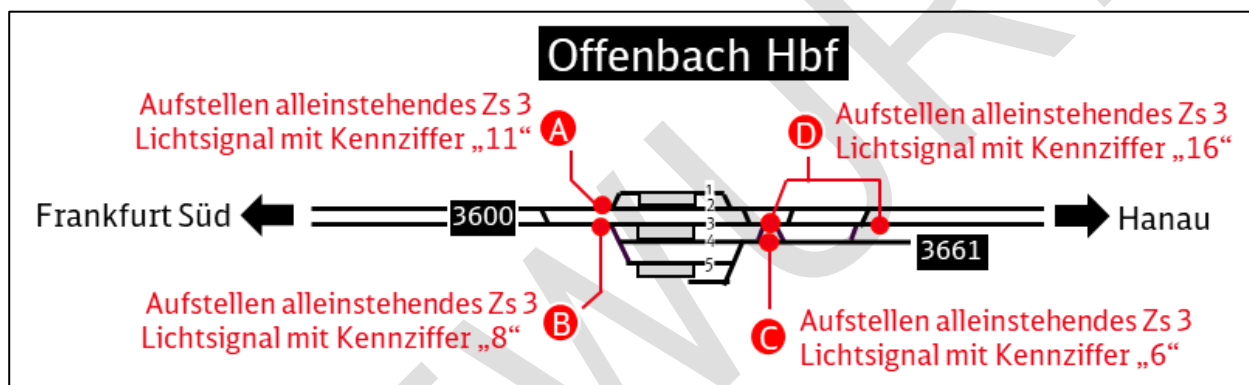 Offenbach Hbf
Aufstellen alleinstehendes Zs 3
Lichtsignal mit Kennziffer „11“
A
D
Aufstellen alleinstehendes Zs 3
Lichtsignal mit Kennziffer „16“
Frankfurt Süd
3600
1
2
3
4
5
Hanau
3661
Aufstellen alleinstehendes Zs 3
Lichtsignal mit Kennziffer „8“
B
C
Aufstellen alleinstehendes Zs 3
Lichtsignal mit Kennziffer „6“